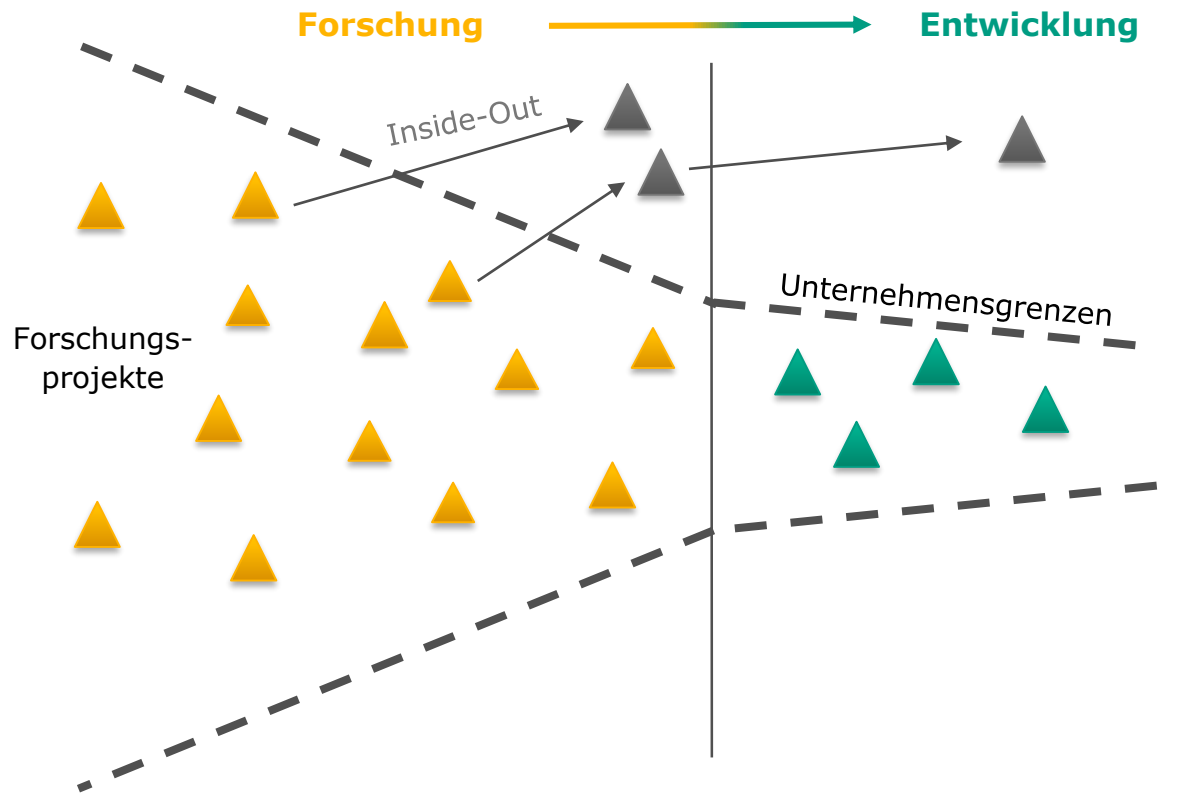 Forschung
Entwicklung
Inside-Out
Unternehmensgrenzen
Forschungs-
projekte